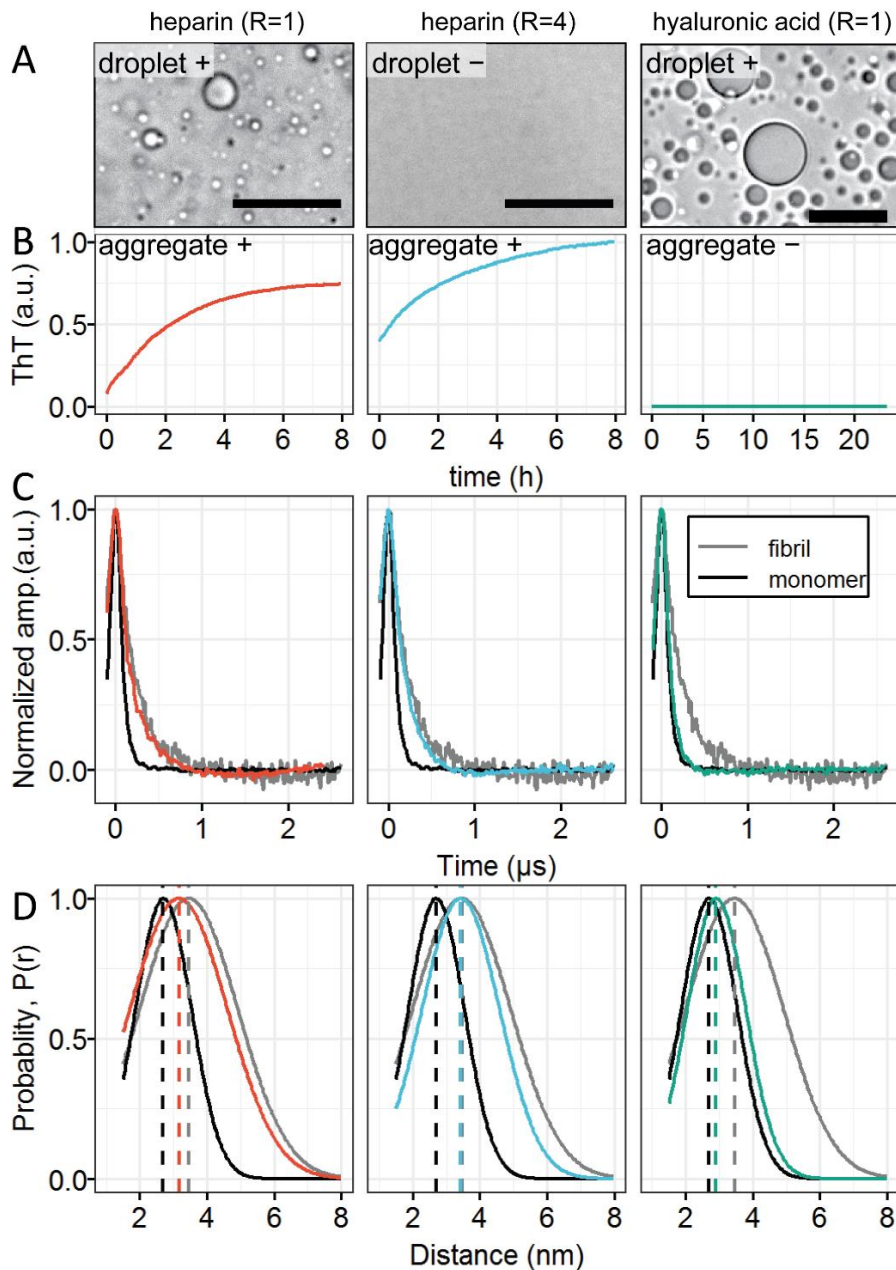 heparin (R=1) heparin (R=4) hyaluronic acid (R=1)
A
droplet + droplet − droplet +
B
aggregate + aggregate + aggregate −
ThT (a.u.)
1.0
0.5
0.0
0 2 4 6 8 0 2 4 6 8 0 5 10 15 20
time (h)
C
Normalized amp.(a.u.)
1.0
0.5
0.0
fibril
monomer
0 1 2 0 1 2 0 1 2
Time (µs)
D
Probablity, P(r)
1.0
0.5
0.0
2 4 6 8 2 4 6 8 2 4 6 8
Distance (nm)